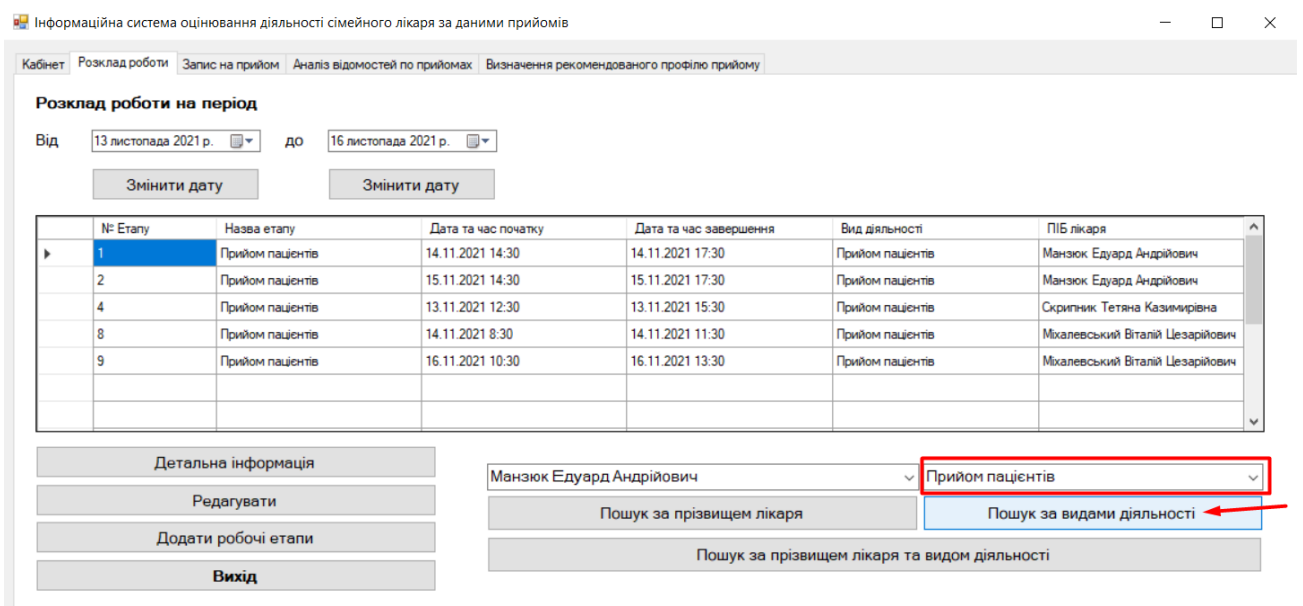 Інформаційна система оцінювання діяльності сімейного лікаря за даними прийомів
Кабінет Розклад роботи Запис на прийом Аналіз відомостей по прийомах Визначення рекомендованого профілю прийому
Розклад роботи на період
Від 13 листопада 2021 р. до 16 листопада 2021 р.
Змінити дату Змінити дату
№ Етапу Назва етапу Дата та час початку Дата та час завершення Вид діяльності ПІБ лікаря
1 Прийом пацієнтів 14.11.2021 14:30 14.11.2021 17:30 Прийом пацієнтів Манзюк Едуард Андрійович
2 Прийом пацієнтів 15.11.2021 14:30 15.11.2021 17:30 Прийом пацієнтів Манзюк Едуард Андрійович
4 Прийом пацієнтів 13.11.2021 12:30 13.11.2021 15:30 Прийом пацієнтів Скрипник Тетяна Казимирівна
8 Прийом пацієнтів 14.11.2021 8:30 14.11.2021 11:30 Прийом пацієнтів Міхалевський Віталій Цезарійович
9 Прийом пацієнтів 16.11.2021 10:30 16.11.2021 13:30 Прийом пацієнтів Міхалевський Віталій Цезарійович
Детальна інформація
Редагувати
Додати робочі етапи
Вихід
Манзюк Едуард Андрійович Прийом пацієнтів
Пошук за прізвищем лікаря Пошук за видами діяльності
Пошук за прізвищем лікаря та видом діяльності